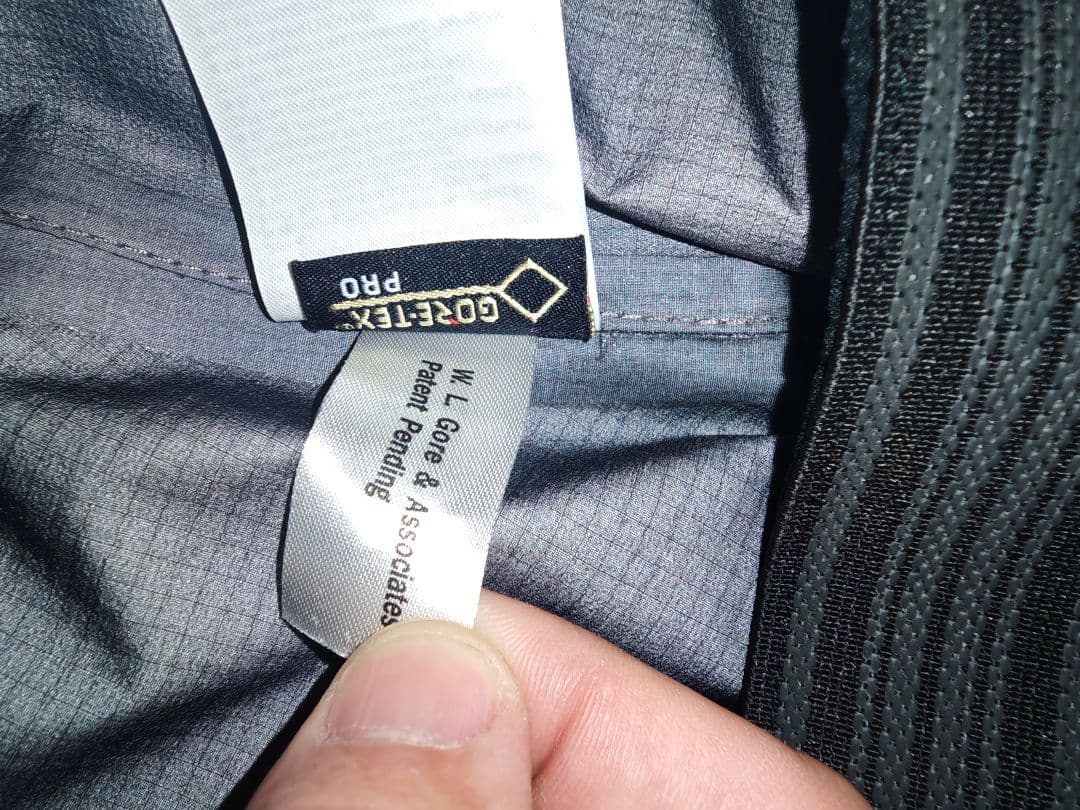 GORE-TEX
PRO
W. L. Gore & Associates
Patent Pending